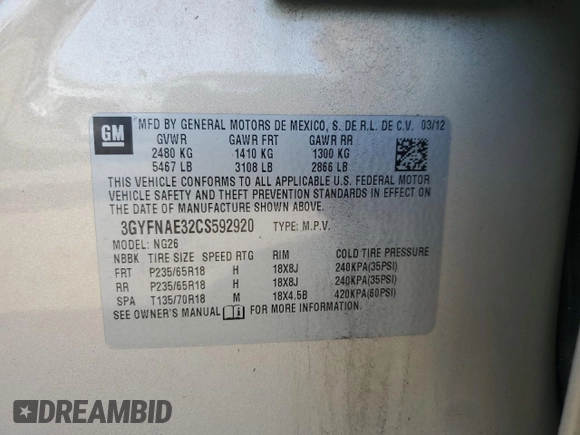 GM
MFD BY GENERAL MOTORS DE MEXICO, S. DE R.L. DE C.V. 03/12
GVWR GAWR FRT GAWR RR
2480 KG 1410 KG 1300 KG
5467 LB 3108 LB 2866 LB
THIS VEHICLE CONFORMS TO ALL APPLICABLE U.S. FEDERAL MOTOR
VEHICLE SAFETY AND THEFT PREVENTION STANDARDS IN EFFECT ON
THE DATE OF MANUFACTURE SHOWN ABOVE.
3GYFNAE32CS592920 TYPE: M.P.V.
MODEL: NG26
NBBK TIRE SIZE SPEED RTG RIM COLD TIRE PRESSURE
FRT P235/65R18 H 18X8J 240KPA(35PSI)
RR P235/65R18 H 18X8J 240KPA(35PSI)
SPA T135/70R18 M 18X4.5B 420KPA(60PSI)
SEE OWNER'S MANUAL FOR MORE INFORMATION.
DREAMBID